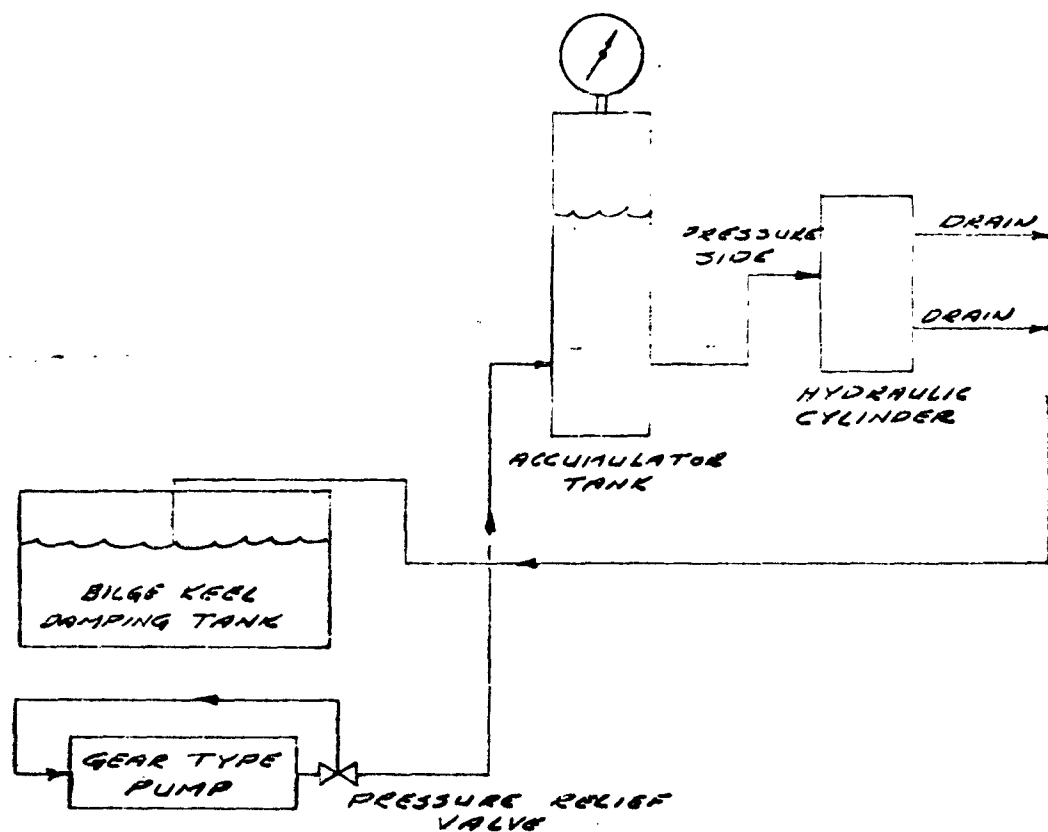 PRESSURE
SIDE
DRAIN
DRAIN
HYDRAULIC
CYLINDER
ACCUMULATOR
TANK
BILGE KEEL
DAMPING TANK
GEAR TYPE
PUMP
PRESSURE RELIEF
VALVE